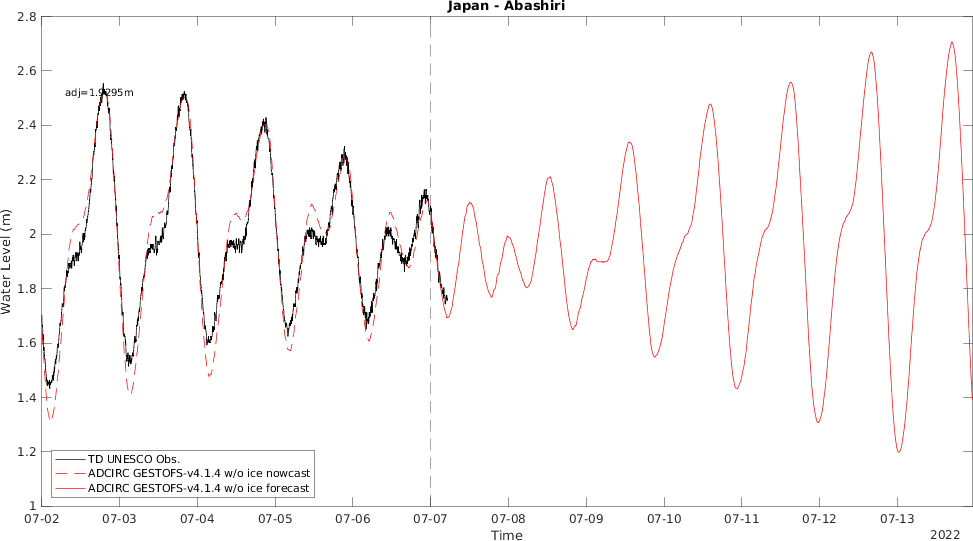 Japan - Abashiri
Water Level (m)
2.8
2.6
2.4
2.2
2
1.8
1.6
1.4
1.2
1
adj=1.9295m
TD UNESCO Obs.
ADCIRC GESTOFS-v4.1.4 w/o ice nowcast
ADCIRC GESTOFS-v4.1.4 w/o ice forecast
07-02 07-03 07-04 07-05 07-06 07-07 07-08 07-09 07-10 07-11 07-12 07-13
Time
2022